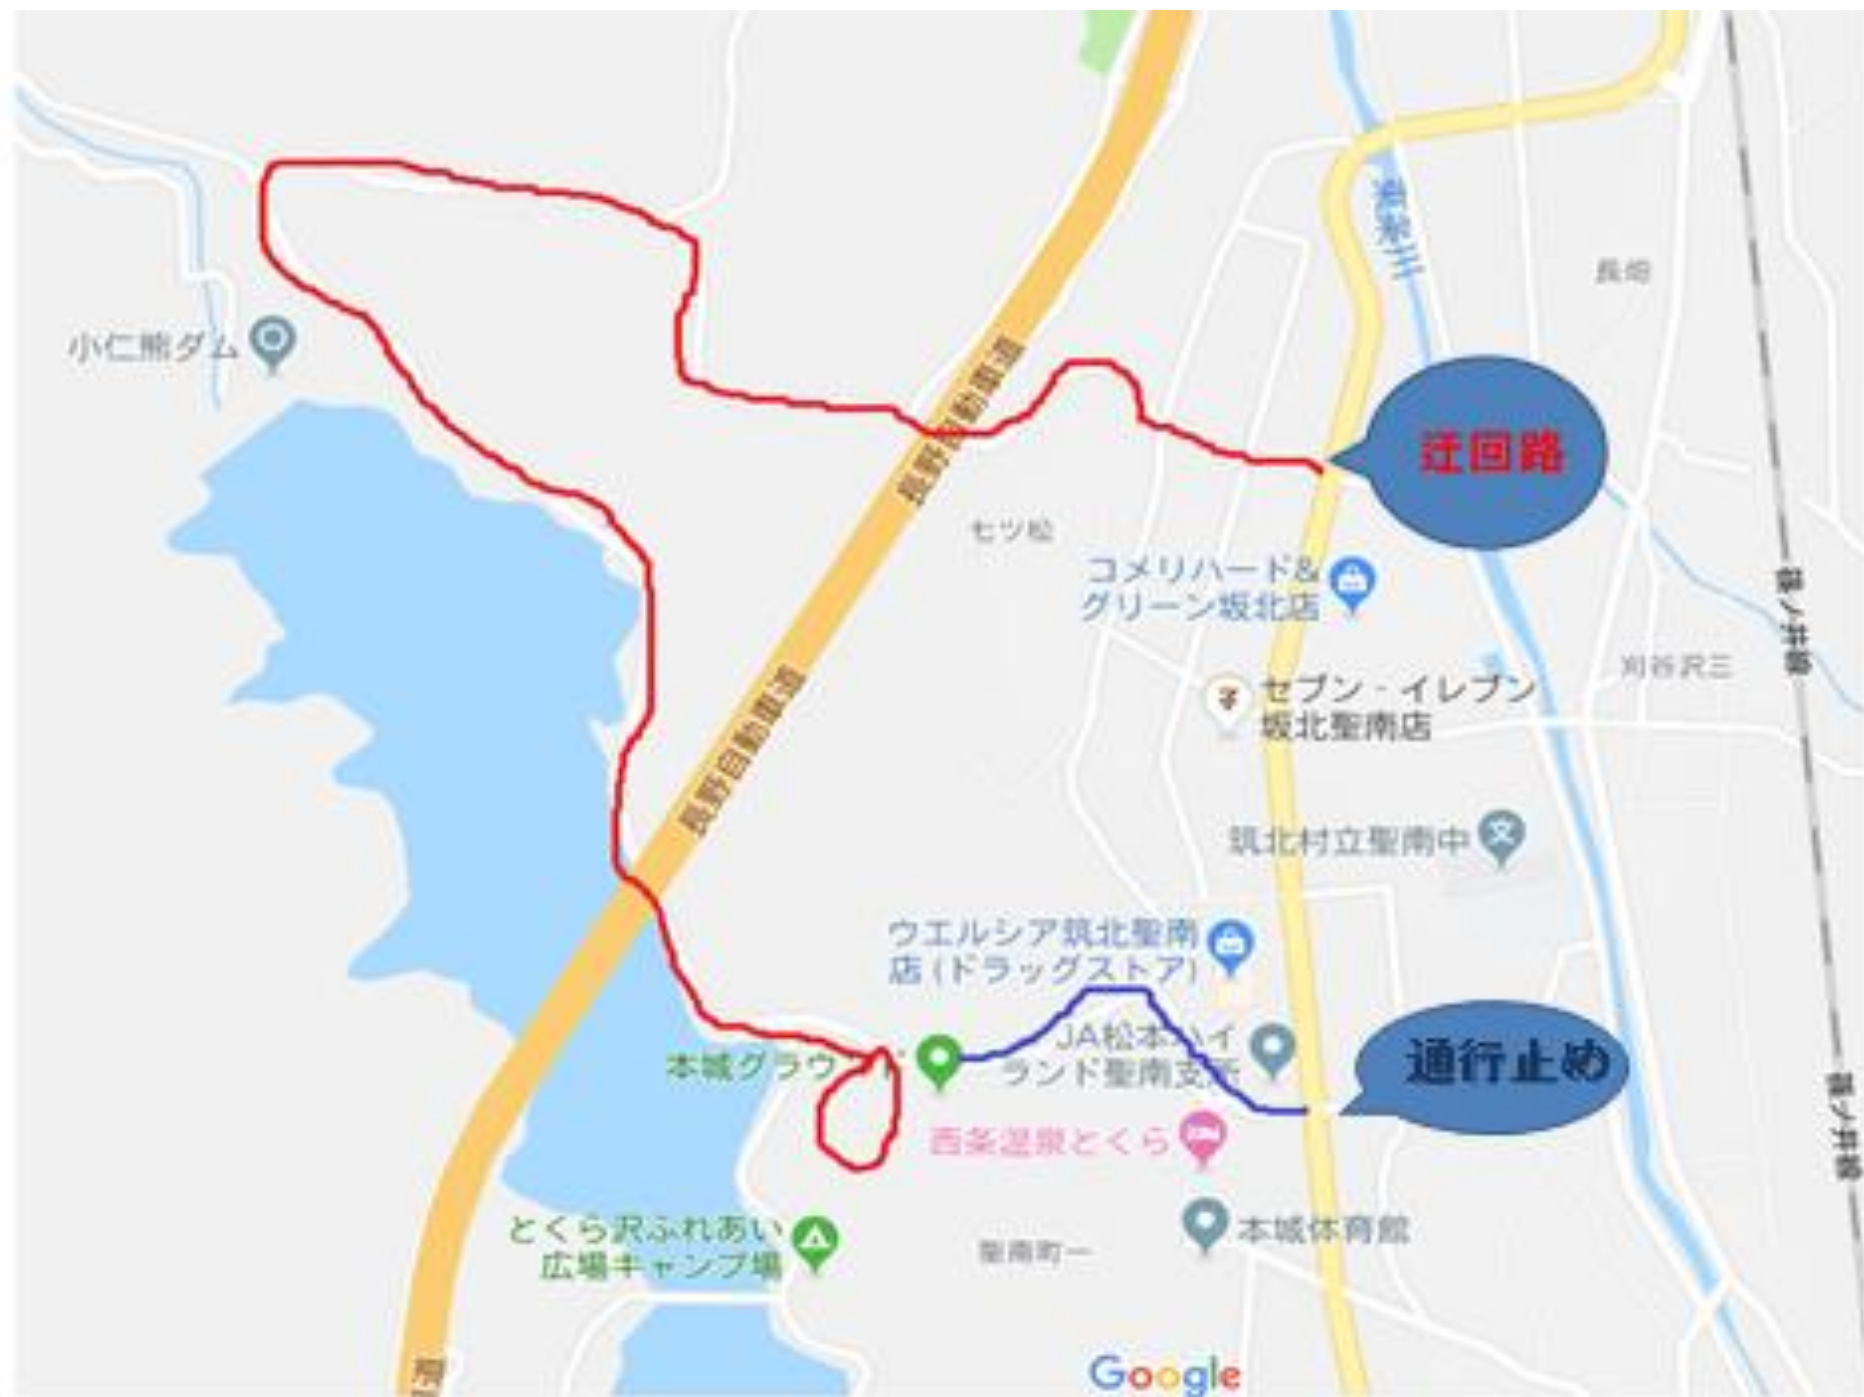 東条川
長畑
小仁熊ダム
長野自動車道
迂回路
七ツ松
コメリハード&
グリーン坂北店
篠ノ井線
刈谷沢三
セブン‐イレブン
坂北聖南店
長野自動車道
筑北村立聖南中
ウエルシア筑北聖南
店 (ドラッグストア)
JA松本ハイ
ランド聖南支所
本城グラウ
通行止め
篠ノ井線
西条温泉とくら
とくら沢ふれあい
広場キャンプ場
聖南町一
本城体育館
Google